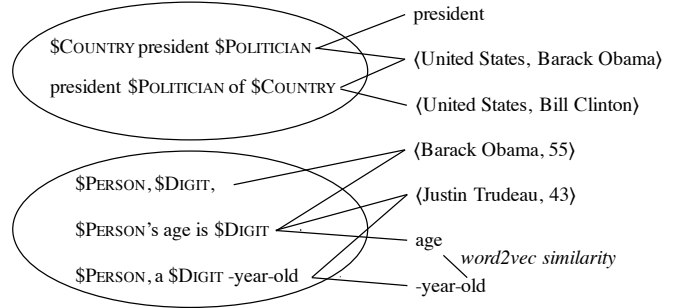 president
$COUNTRY president $POLITICIAN
⟨United States, Barack Obama⟩
president $POLITICIAN of $COUNTRY
⟨United States, Bill Clinton⟩
⟨Barack Obama, 55⟩
$PERSON, $DIGIT,
⟨Justin Trudeau, 43⟩
$PERSON's age is $DIGIT
age
word2vec similarity
$PERSON, a $DIGIT -year-old
-year-old